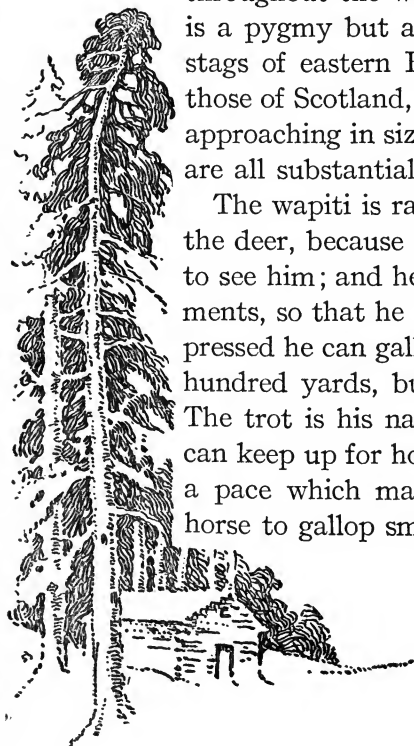 is a pygmy but a
stags of eastern
those of Scotland,
approaching in siz
are all substantial
The wapiti is ra
the deer, because
to see him; and he
ments, so that he
pressed he can gall
hundred yards, bu
The trot is his na
can keep up for ho
a pace which ma
horse to gallop sm